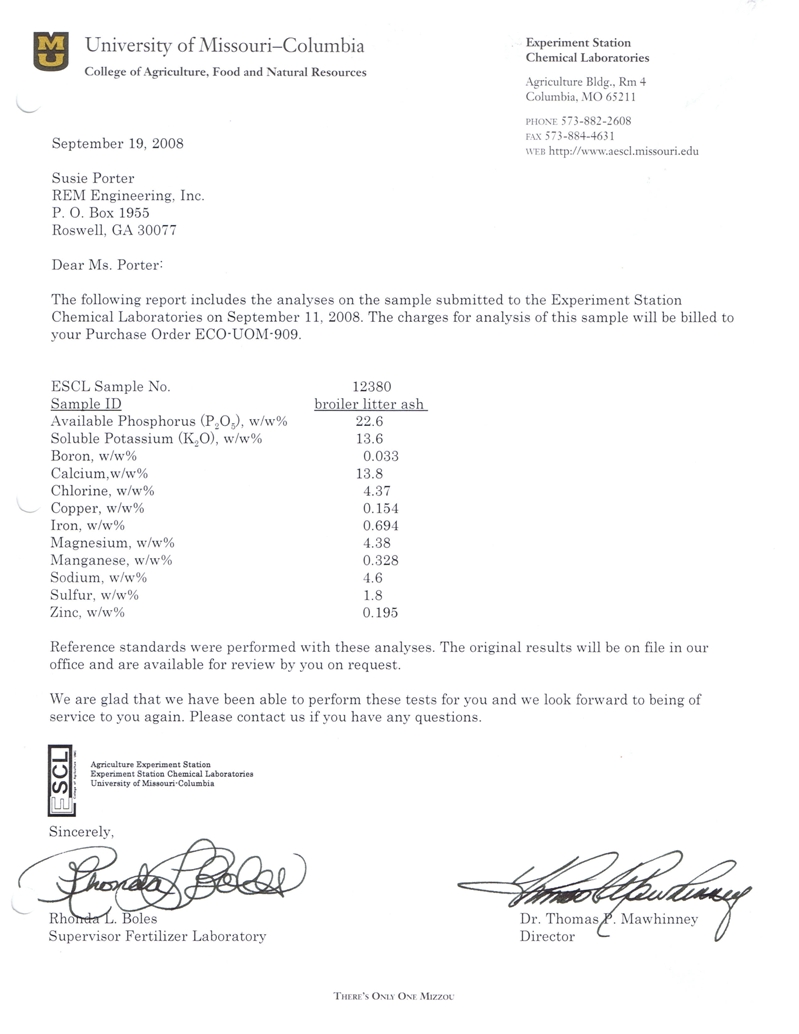 MU
University of Missouri–Columbia
College of Agriculture, Food and Natural Resources
Experiment Station
Chemical Laboratories
Agriculture Bldg., Rm 4
Columbia, MO 65211
PHONE 573-882-2608
FAX 573-884-4631
WEB http://www.aescl.missouri.edu
September 19, 2008
Susie Porter
REM Engineering, Inc.
P. O. Box 1955
Roswell, GA 30077
Dear Ms. Porter:
The following report includes the analyses on the sample submitted to the Experiment Station
Chemical Laboratories on September 11, 2008. The charges for analysis of this sample will be billed to
your Purchase Order ECO-UOM-909.
ESCL Sample No. 12380
Sample ID broiler litter ash
Available Phosphorus (P₂O₅), w/w% 22.6
Soluble Potassium (K₂O), w/w% 13.6
Boron, w/w% 0.033
Calcium,w/w% 13.8
Chlorine, w/w% 4.37
Copper, w/w% 0.154
Iron, w/w% 0.694
Magnesium, w/w% 4.38
Manganese, w/w% 0.328
Sodium, w/w% 4.6
Sulfur, w/w% 1.8
Zinc, w/w% 0.195
Reference standards were performed with these analyses. The original results will be on file in our
office and are available for review by you on request.
We are glad that we have been able to perform these tests for you and we look forward to being of
service to you again. Please contact us if you have any questions.
ESCL
Agriculture Experiment Station
Experiment Station Chemical Laboratories
University of Missouri-Columbia
Sincerely,
Rhonda L Boles
Rhonda L. Boles
Supervisor Fertilizer Laboratory
Thomas P. Mawhinney
Dr. Thomas P. Mawhinney
Director
THERE'S ONLY ONE MIZZOU